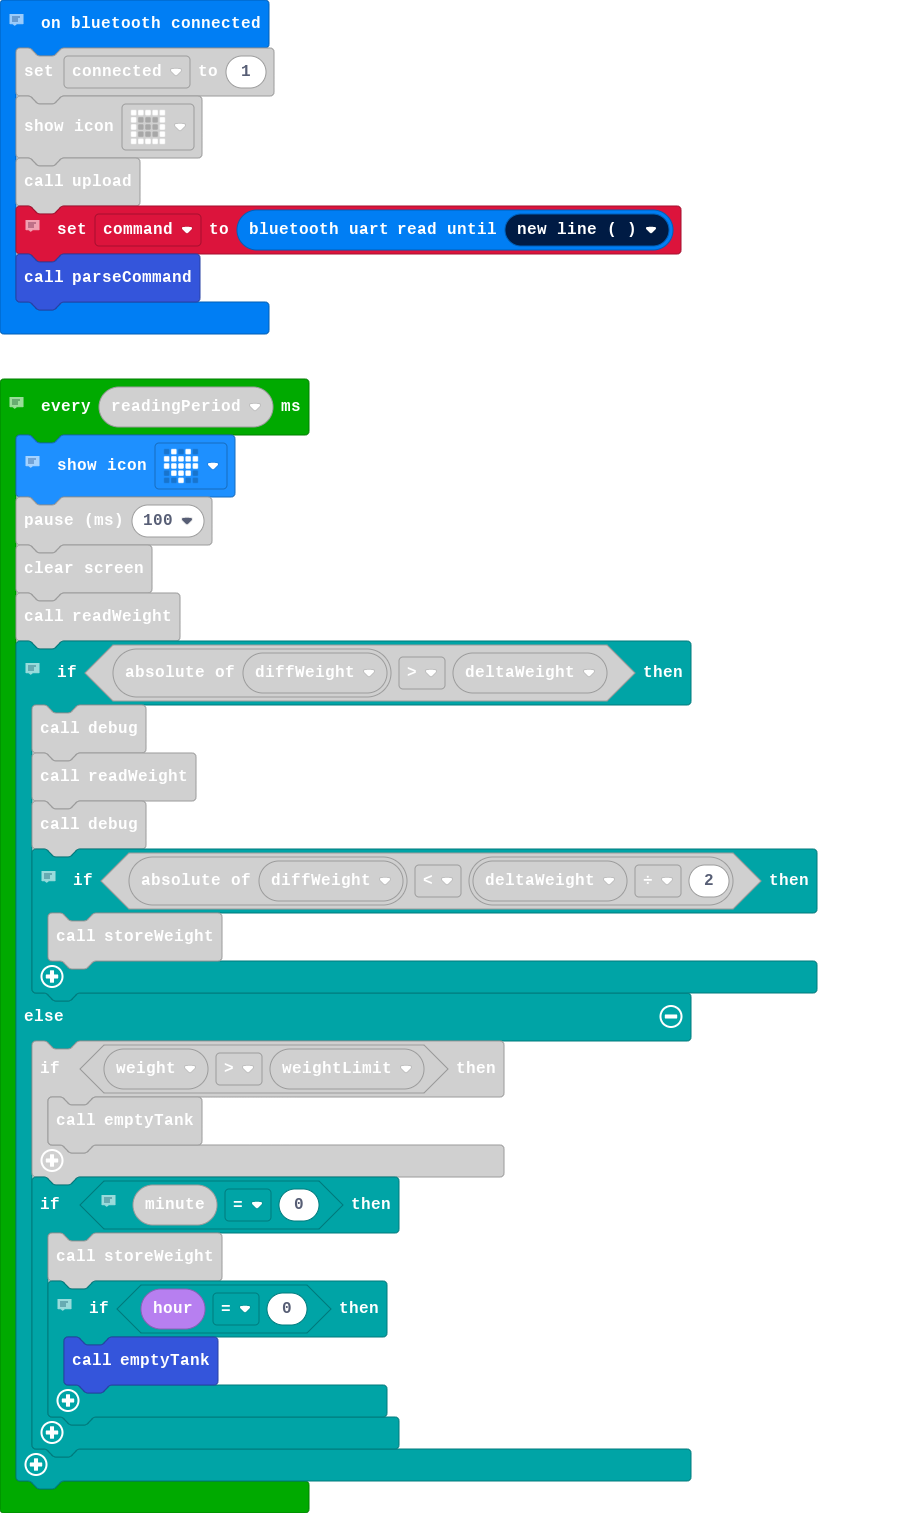 on bluetooth connected
set connected to 1
show icon
call upload
set command to bluetooth uart read until new line ( )
call parseCommand
every readingPeriod ms
show icon
pause (ms) 100
clear screen
call readWeight
if absolute of diffWeight > deltaWeight then
call debug
call readWeight
call debug
if absolute of diffWeight < deltaWeight ÷ 2 then
call storeWeight
else
if weight > weightLimit then
call emptyTank
if minute = 0 then
call storeWeight
if hour = 0 then
call emptyTank